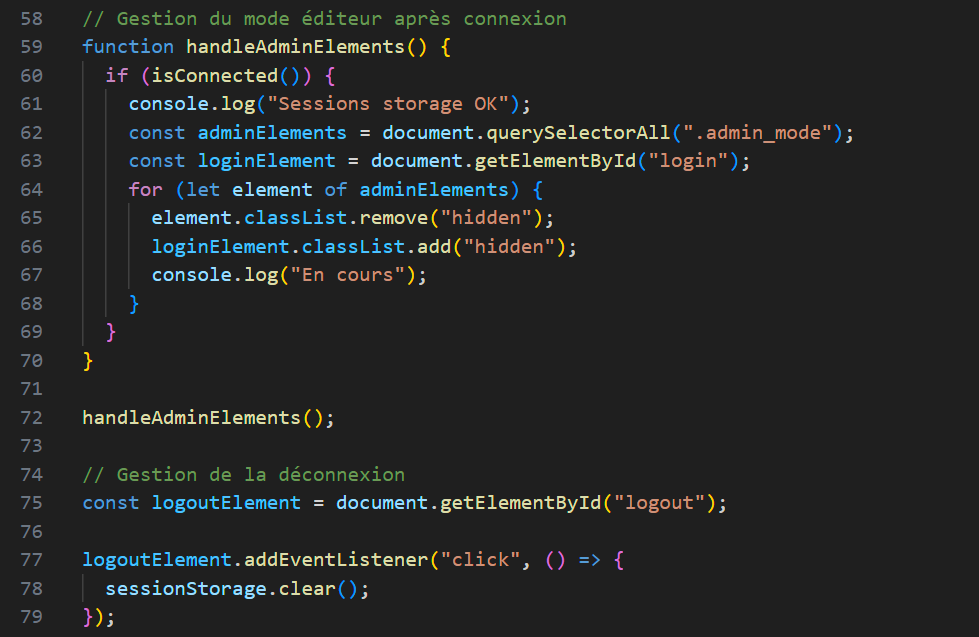 58 // Gestion du mode éditeur après connexion
59 function handleAdminElements() {
60 if (isConnected()) {
61 console.log("Sessions storage OK");
62 const adminElements = document.querySelectorAll(".admin_mode");
63 const loginElement = document.getElementById("login");
64 for (let element of adminElements) {
65 element.classList.remove("hidden");
66 loginElement.classList.add("hidden");
67 console.log("En cours");
68 }
69 }
70 }
71
72 handleAdminElements();
73
74 // Gestion de la déconnexion
75 const logoutElement = document.getElementById("logout");
76
77 logoutElement.addEventListener("click", () => {
78 sessionStorage.clear();
79 });